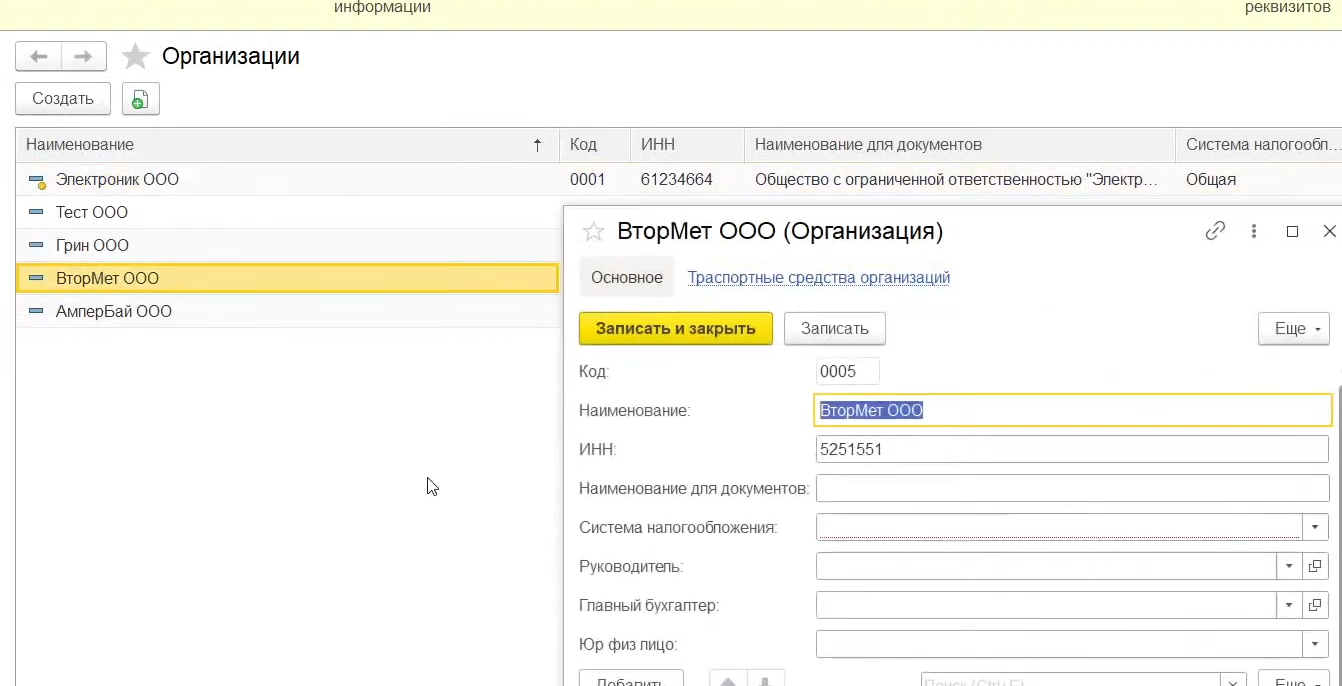 информации реквизитов
Организации
Создать
Наименование Код ИНН Наименование для документов Система налогообл...
Электроник ООО 0001 61234664 Общество с ограниченной ответственностью "Электр... Общая
Тест ООО
Грин ООО
ВторМет ООО
АмперБай ООО
ВторМет ООО (Организация)
Основное Траспортные средства организаций
Записать и закрыть Записать Еще
Код: 0005
Наименование: ВторМет ООО
ИНН: 5251551
Наименование для документов:
Система налогообложения:
Руководитель:
Главный бухгалтер:
Юр физ лицо:
Добавить Поиск (Ctrl+F) Еще